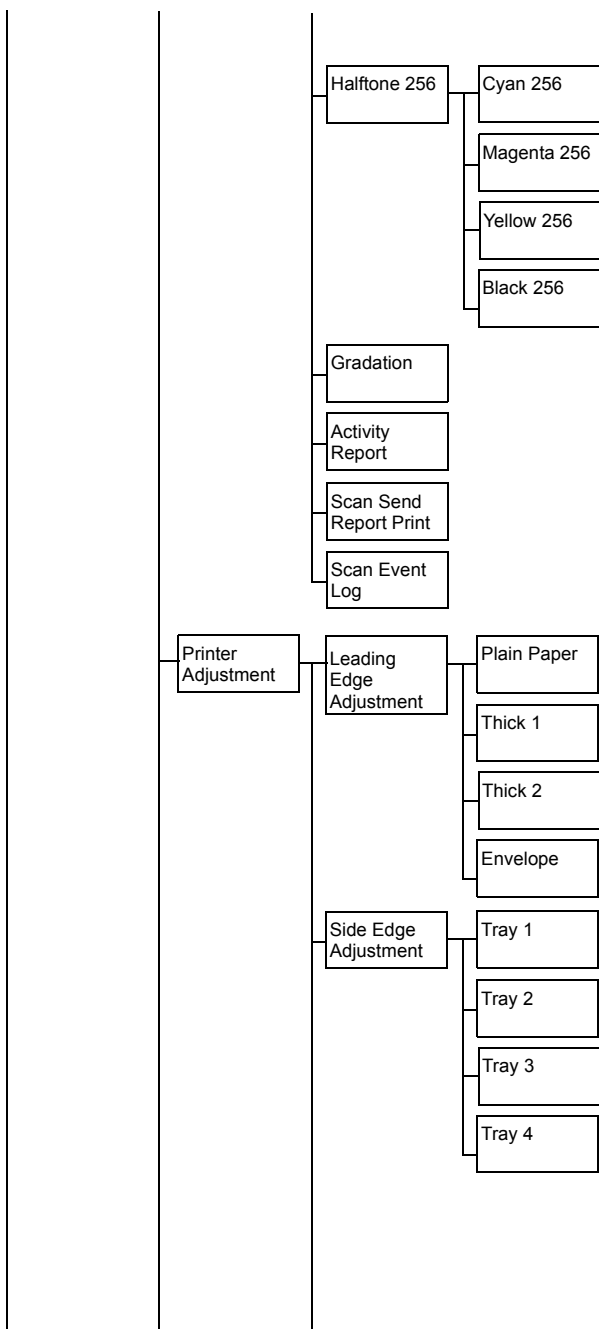 Halftone 256
Cyan 256
Magenta 256
Yellow 256
Black 256
Gradation
Activity
Report
Scan Send
Report Print
Scan Event
Log
Printer
Adjustment
Leading
Edge
Adjustment
Plain Paper
Thick 1
Thick 2
Envelope
Side Edge
Adjustment
Tray 1
Tray 2
Tray 3
Tray 4